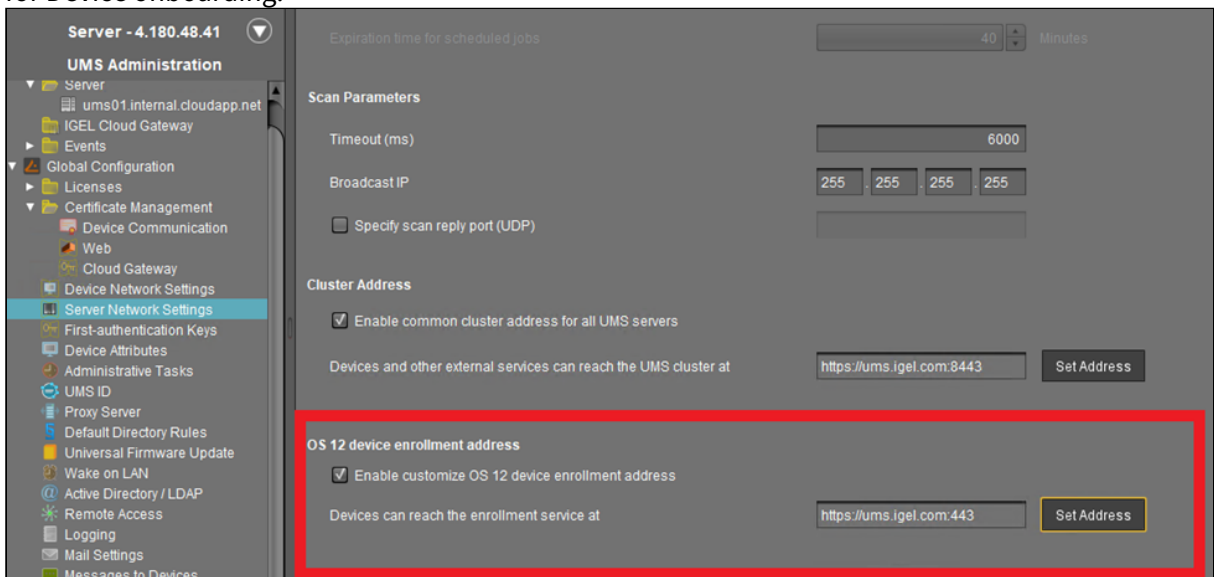 for Device onboarding.
Server - 4.180.48.41
UMS Administration
Server
ums01.internal.cloudapp.net
IGEL Cloud Gateway
Events
Global Configuration
Licenses
Certificate Management
Device Communication
Web
Cloud Gateway
Device Network Settings
Server Network Settings
First-authentication Keys
Device Attributes
Administrative Tasks
UMS ID
Proxy Server
Default Directory Rules
Universal Firmware Update
Wake on LAN
Active Directory / LDAP
Remote Access
Logging
Mail Settings
Messages to Devices
Expiration time for scheduled jobs 40 Minutes
Scan Parameters
Timeout (ms) 6000
Broadcast IP 255 . 255 . 255 . 255
Specify scan reply port (UDP)
Cluster Address
Enable common cluster address for all UMS servers
Devices and other external services can reach the UMS cluster at https://ums.igel.com:8443 Set Address
OS 12 device enrollment address
Enable customize OS 12 device enrollment address
Devices can reach the enrollment service at https://ums.igel.com:443 Set Address